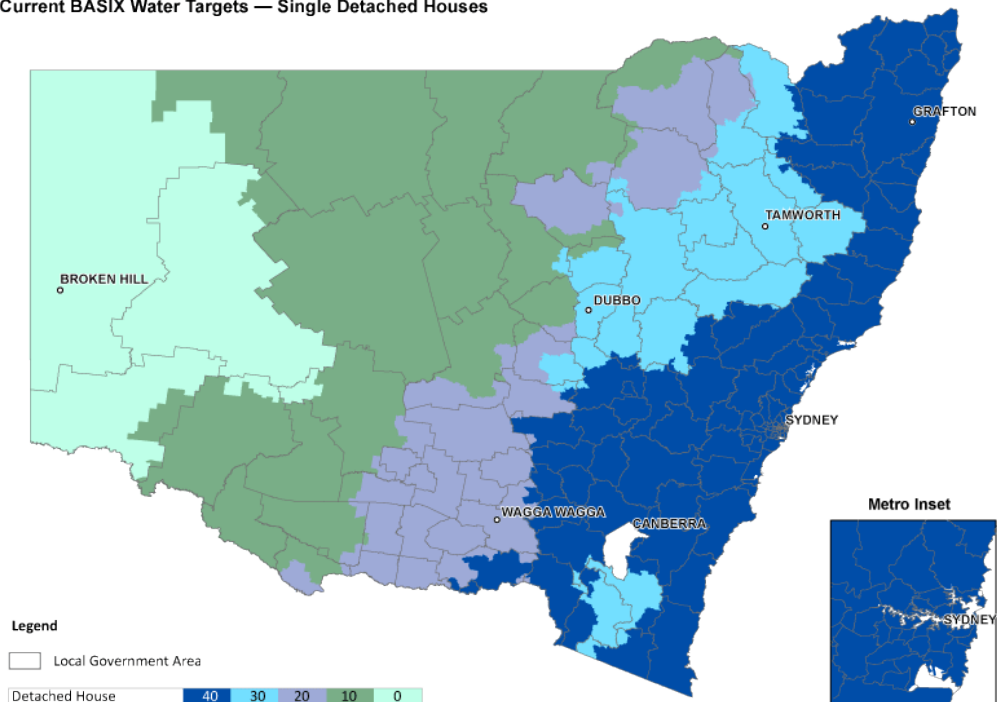 Current BASIX Water Targets — Single Detached Houses
GRAFTON
TAMWORTH
BROKEN HILL
DUBBO
SYDNEY
WAGGA WAGGA
CANBERRA
Metro Inset
SYDNEY
Legend
Local Government Area
Detached House 40 30 20 10 0